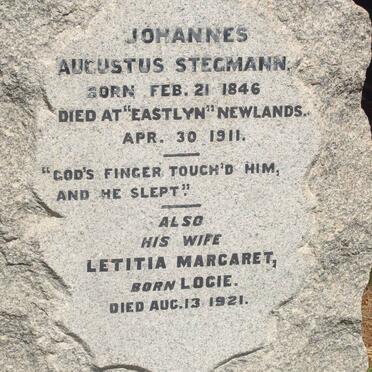 JOHANNES
AUGUSTUS STEGMANN.
BORN FEB. 21 1846
DIED AT "EASTLYN" NEWLANDS.
APR. 30 1911.
"GOD'S FINGER TOUCH'D HIM,
AND HE SLEPT."
ALSO
HIS WIFE
LETITIA MARGARET,
BORN LOGIE.
DIED AUG. 13 1921.